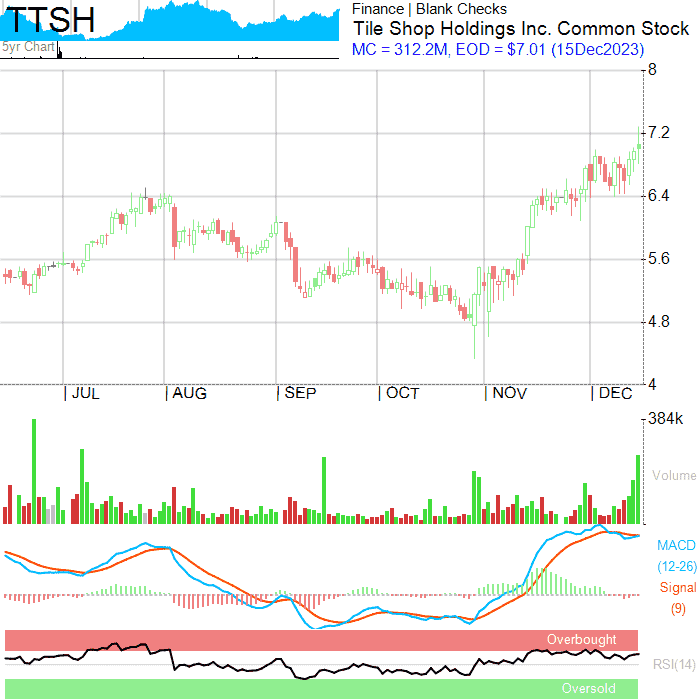 TTSH
5yr Chart
Finance | Blank Checks
Tile Shop Holdings Inc. Common Stock
MC = 312.2M, EOD = $7.01 (15Dec2023)
8
7.2
6.4
5.6
4.8
4
| JUL | AUG | SEP | OCT | NOV | DEC
384k
Volume
MACD
(12-26)
Signal
(9)
Overbought
RSI(14)
Oversold